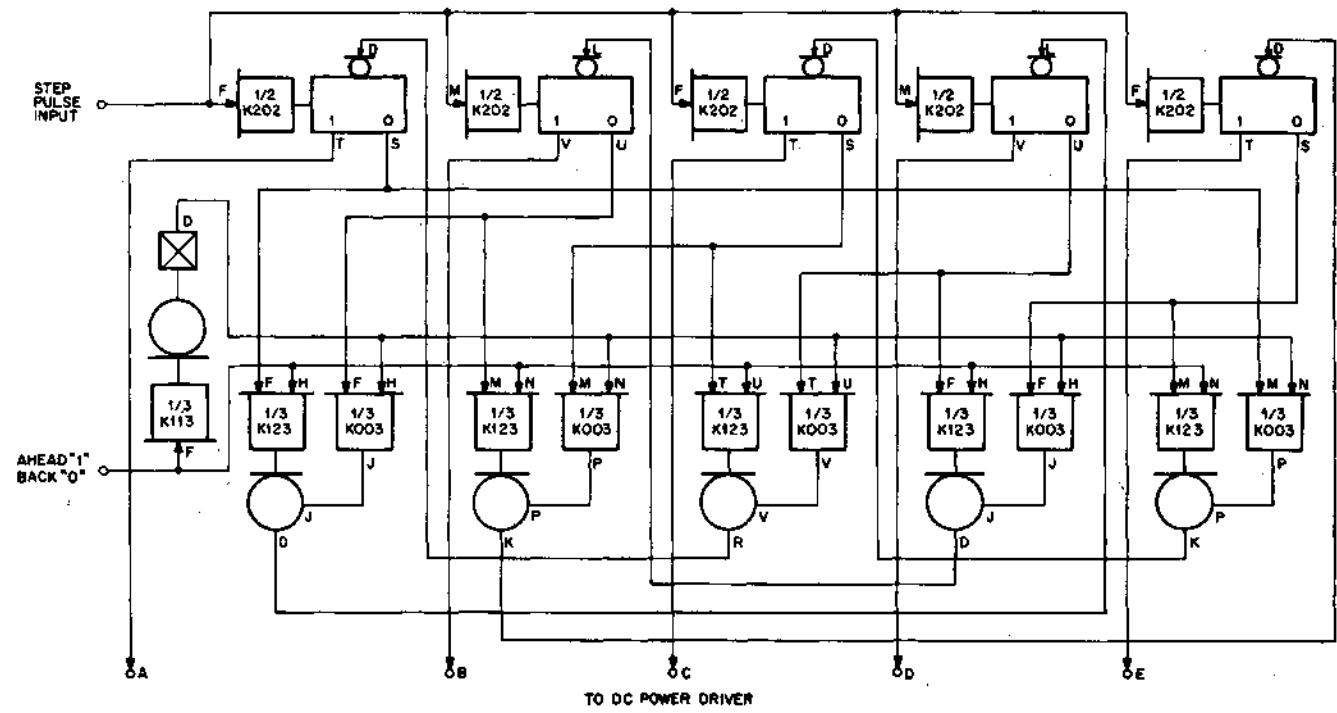 D L D L D
STEP
PULSE
INPUT
F 1/2 K202 M 1/2 K202 F 1/2 K202 M 1/2 K202 F 1/2 K202
1 0 1 0 1 0 1 0 1 0
T S V U T S V U T S
D
F H F H M N M N T U T U F H F H M N M N
1/3 K113
1/3 K123 1/3 K003 1/3 K123 1/3 K003 1/3 K123 1/3 K003 1/3 K123 1/3 K003 1/3 K123 1/3 K003
F
AHEAD "1"
BACK "0"
J P V J P
J P V J P
D K R D K
A B C D E
TO DC POWER DRIVER